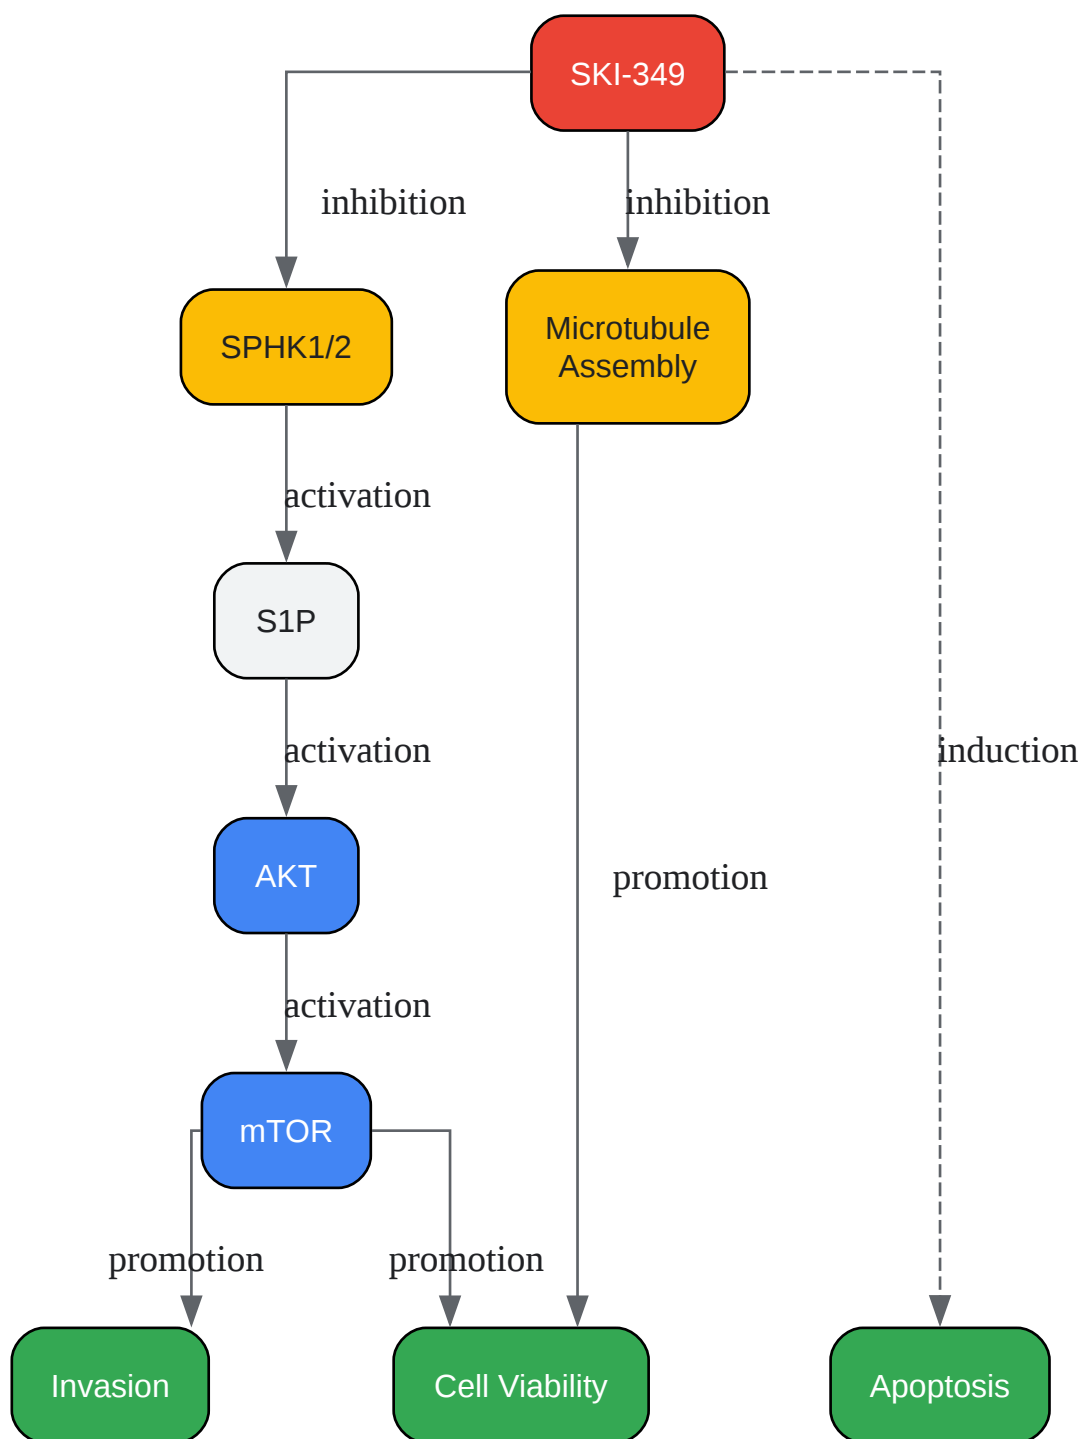 SKI-349
inhibition
inhibition
SPHK1/2
Microtubule
Assembly
activation
S1P
activation
induction
AKT
promotion
activation
mTOR
promotion
promotion
Invasion
Cell Viability
Apoptosis